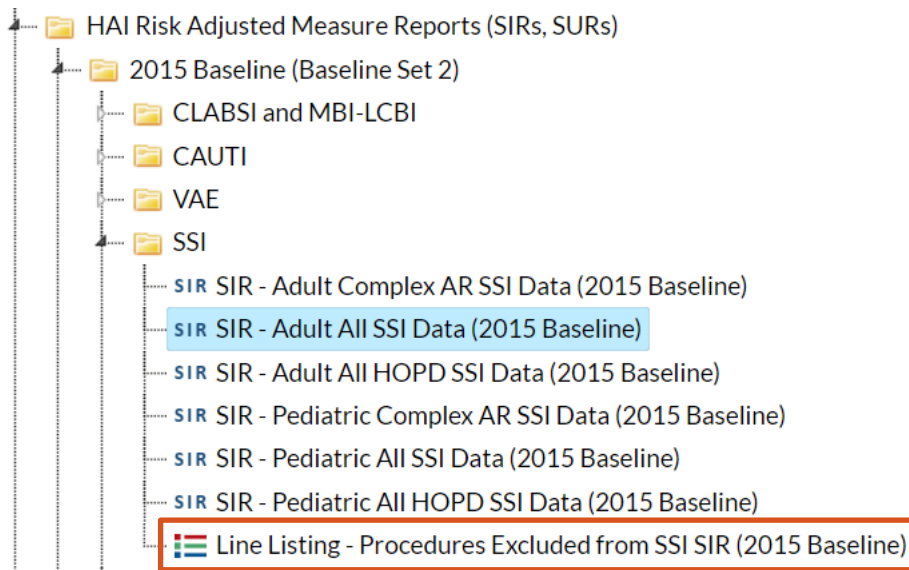 HAI Risk Adjusted Measure Reports (SIRs, SURs)
2015 Baseline (Baseline Set 2)
CLABSI and MBI-LCBI
CAUTI
VAE
SSI
SIR SIR - Adult Complex AR SSI Data (2015 Baseline)
SIR SIR - Adult All SSI Data (2015 Baseline)
SIR SIR - Adult All HOPD SSI Data (2015 Baseline)
SIR SIR - Pediatric Complex AR SSI Data (2015 Baseline)
SIR SIR - Pediatric All SSI Data (2015 Baseline)
SIR SIR - Pediatric All HOPD SSI Data (2015 Baseline)
Line Listing - Procedures Excluded from SSI SIR (2015 Baseline)